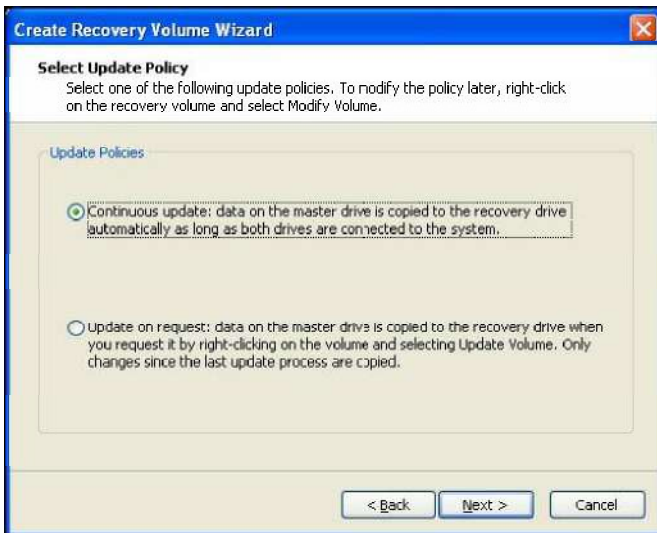 Create Recovery Volume Wizard
Select Update Policy
Select one of the following update policies. To modify the policy later, right-click
on the recovery volume and select Modify Volume.
Update Policies
Continuous update: data on the master drive is copied to the recovery drive
automatically as long as both drives are connected to the system.
Update on request: data on the master drive is copied to the recovery drive when
you request it by right-clicking on the volume and selecting Update Volume. Only
changes since the last update process are copied.
< Back
Next >
Cancel